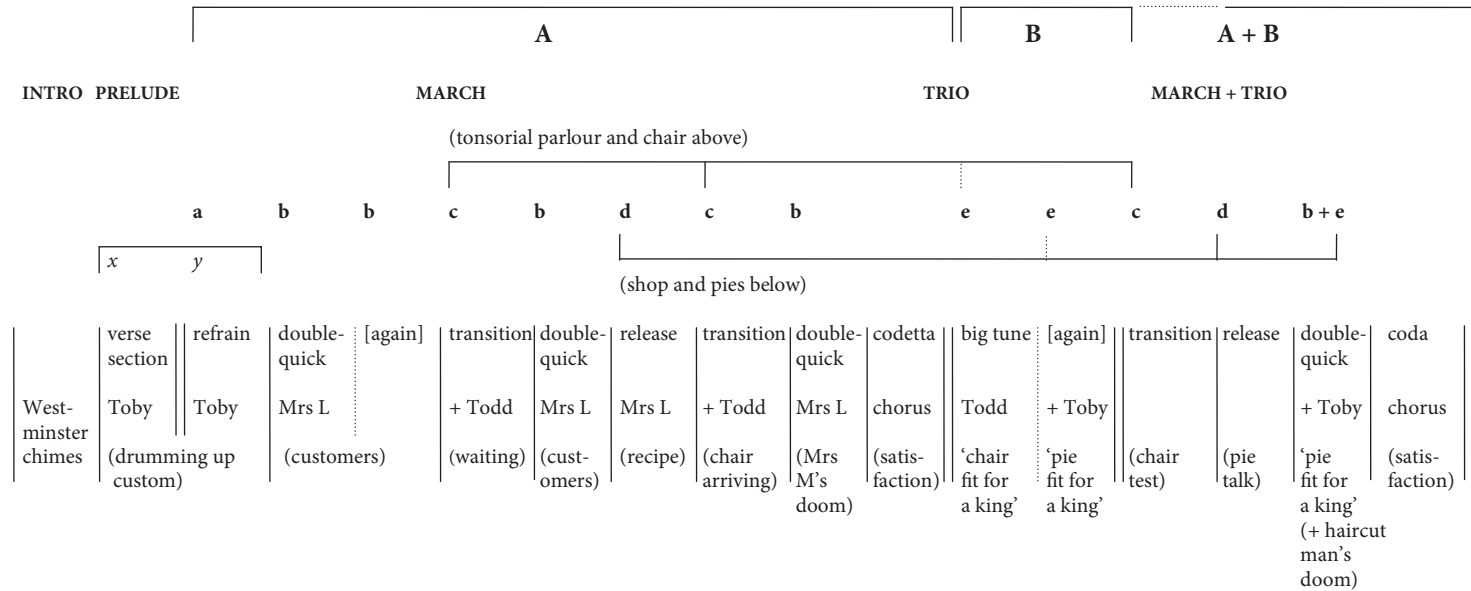 A B A + B
INTRO PRELUDE MARCH TRIO MARCH + TRIO
(tonsorial parlour and chair above)
a b b c b d c b e e c d b + e
x y
(shop and pies below)
verse section
refrain
double-quick
[again]
transition
double-quick
release
transition
double-quick
codetta
big tune
[again]
transition
release
double-quick
coda
West-
minster
chimes
Toby Toby Mrs L + Todd Mrs L Mrs L + Todd Mrs L chorus Todd + Toby + Toby chorus
(drumming up
custom)
(customers)
(waiting)
(cust-
omers)
(recipe)
(chair
arriving)
(Mrs
M’s
doom)
(satis-
faction)
‘chair
fit for
a king’
‘pie
fit for
a king’
(chair
test)
(pie
talk)
‘pie
fit for
a king’
(+ haircut
man’s
doom)
(satis-
faction)